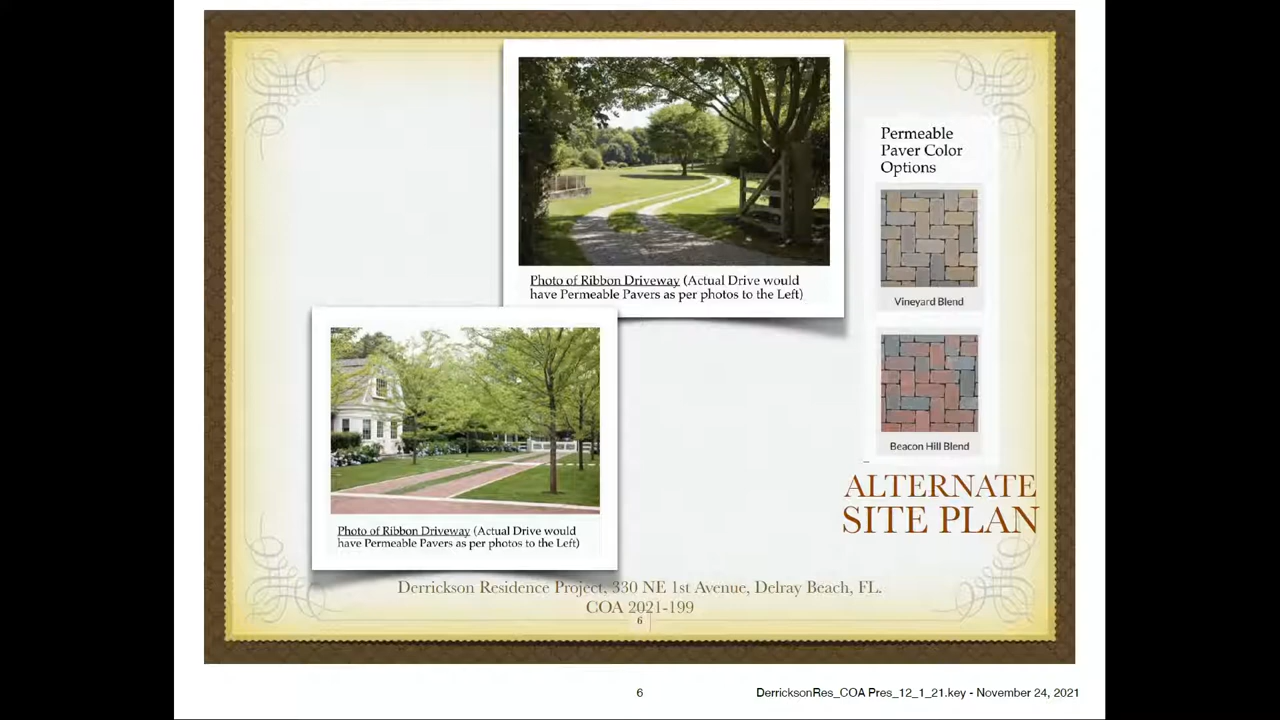 Permeable
Paver Color
Options
Photo of Ribbon Driveway (Actual Drive would
have Permeable Pavers as per photos to the Left)
Vineyard Blend
Beacon Hill Blend
Photo of Ribbon Driveway (Actual Drive would
have Permeable Pavers as per photos to the Left)
ALTERNATE
SITE PLAN
Derrickson Residence Project, 330 NE 1st Avenue, Delray Beach, FL.
COA 2021-199
6
6
DerricksonRes_COA Pres_12_1_21.key - November 24, 2021